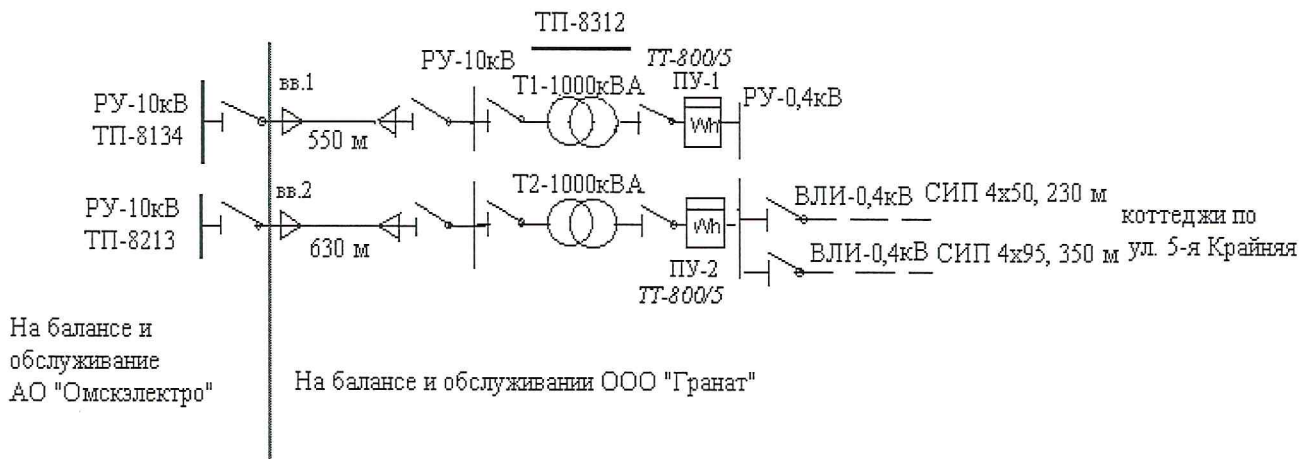 ТП-8312
ТТ-800/5
РУ-10кВ
ПУ-1
Т1-1000кВА
РУ-0,4кВ
вв.1
РУ-10кВ
ТП-8134
Wh
550 м
Т2-1000кВА
вв.2
РУ-10кВ
ТП-8213
Wh
630 м
ВЛИ-0,4кВ СИП 4х50, 230 м
коттеджи по
ул. 5-я Крайняя
ВЛИ-0,4кВ СИП 4х95, 350 м
ПУ-2
ТТ-800/5
На балансе и
обслуживание
АО "Омскэлектро"
На балансе и обслуживании ООО "Гранат"